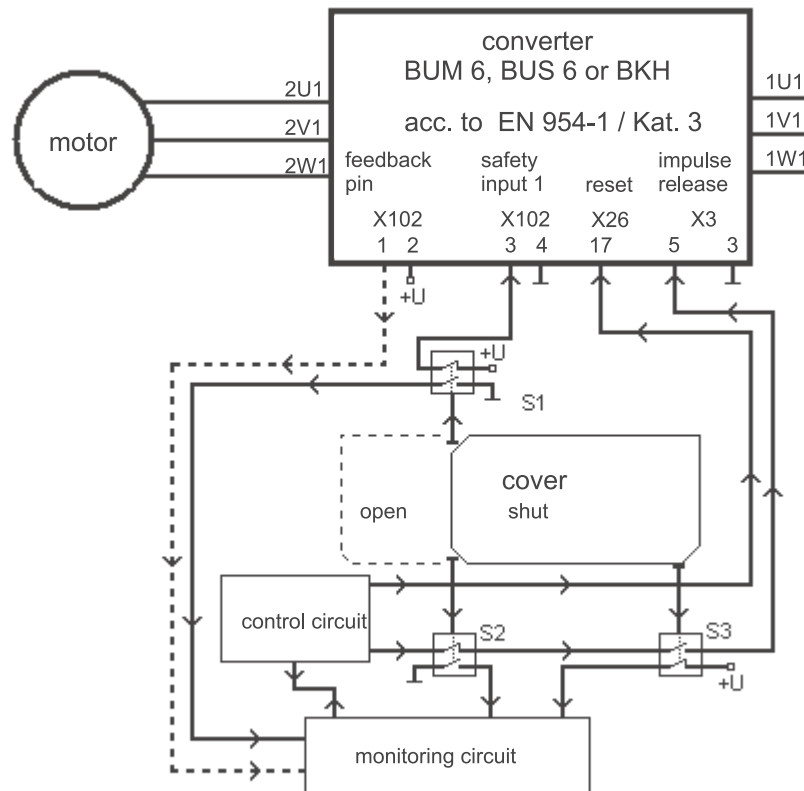 converter
BUM 6, BUS 6 or BKH
acc. to EN 954-1 / Kat. 3
motor
2U1
2V1
2W1
1U1
1V1
1W1
feedback pin
safety input 1
reset
impulse release
X102
X102
X26
X3
1 2
3 4
17
5 3
+U
+U
S1
cover
open
shut
control circuit
S2
S3
+U
monitoring circuit